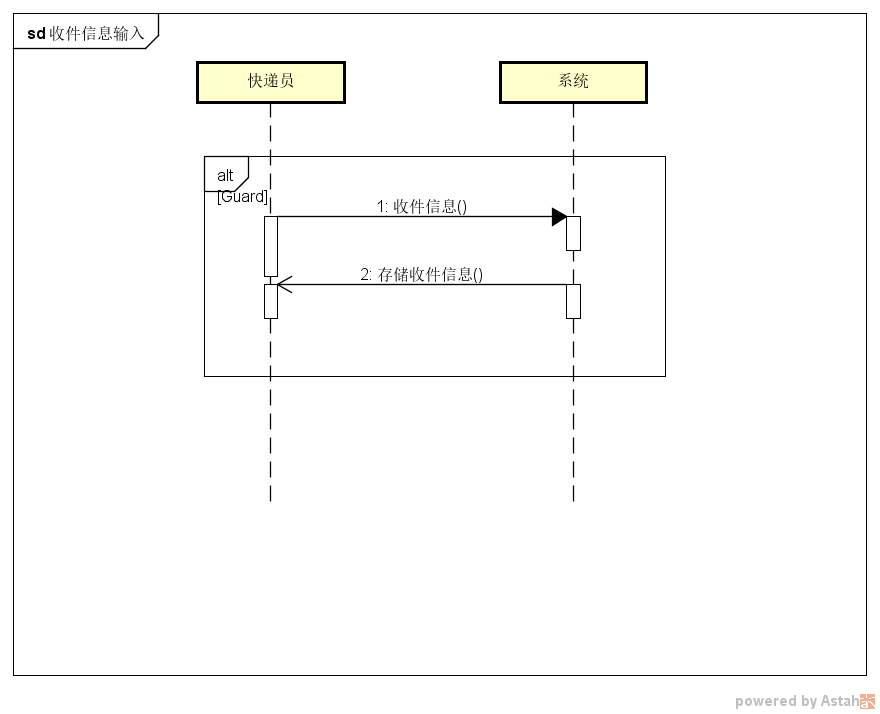 sd 收件信息输入
快递员
系统
alt
[Guard]
1: 收件信息()
2: 存储收件信息()
powered by Astah